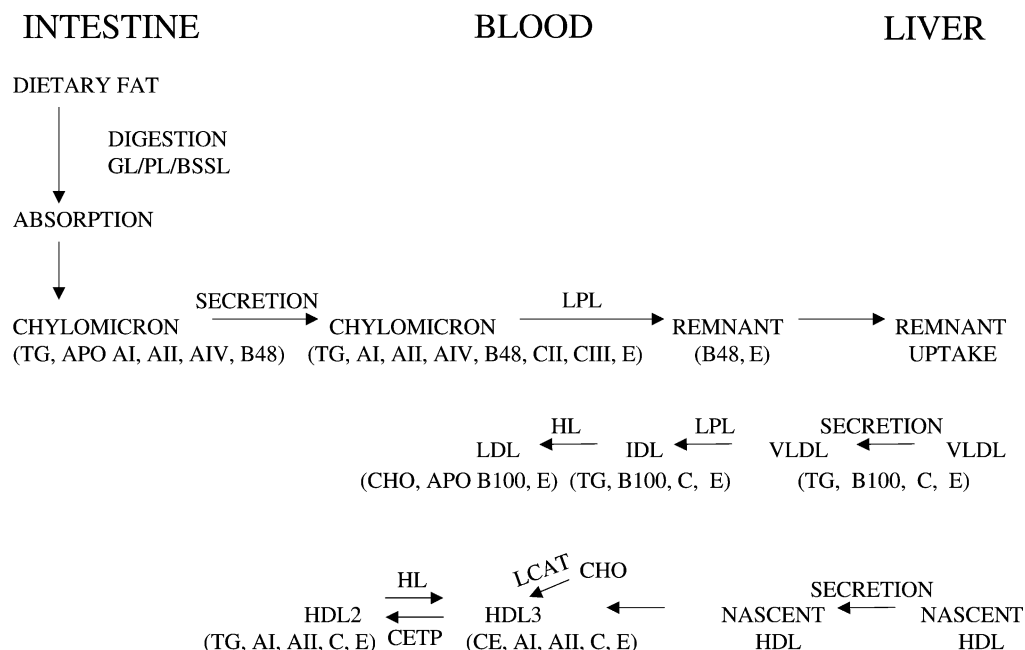 INTESTINE BLOOD LIVER
DIETARY FAT
DIGESTION
GL/PL/BSSL
ABSORPTION
SECRETION LPL
CHYLOMICRON CHYLOMICRON REMNANT REMNANT
(TG, APO AI, AII, AIV, B48) (TG, AI, AII, AIV, B48, CII, CIII, E) (B48, E) UPTAKE
HL LPL SECRETION
LDL IDL VLDL VLDL
(CHO, APO B100, E) (TG, B100, C, E) (TG, B100, C, E)
HL LCAT CHO SECRETION
HDL2 HDL3 NASCENT NASCENT
(TG, AI, AII, C, E) CETP (CE, AI, AII, C, E) HDL HDL